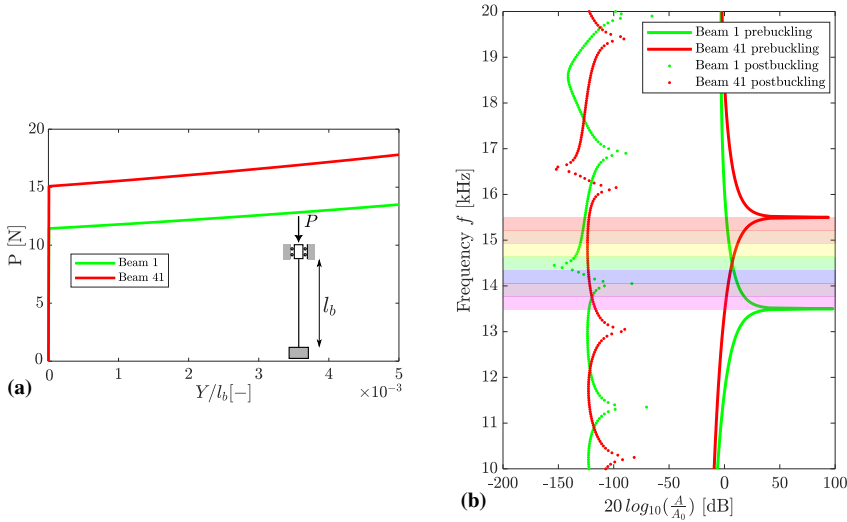 20
15
10
5
0
P [N]
0
1
2
3
4
5
×10⁻³
Y/l_b[−]
Beam 1
Beam 41
P
l_b
(a)
20
19
18
17
16
15
14
13
12
11
10
Frequency f [kHz]
-200
-150
-100
-50
0
50
100
20 log₁₀(A/A₀) [dB]
Beam 1 prebuckling
Beam 41 prebuckling
Beam 1 postbuckling
Beam 41 postbuckling
(b)